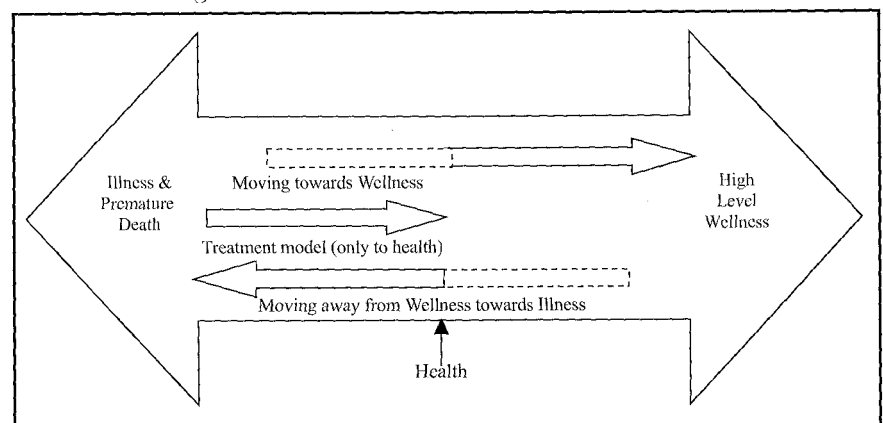 Illness &
Premature
Death
Moving towards Wellness
High
Level
Wellness
Treatment model (only to health)
Moving away from Wellness towards Illness
Health